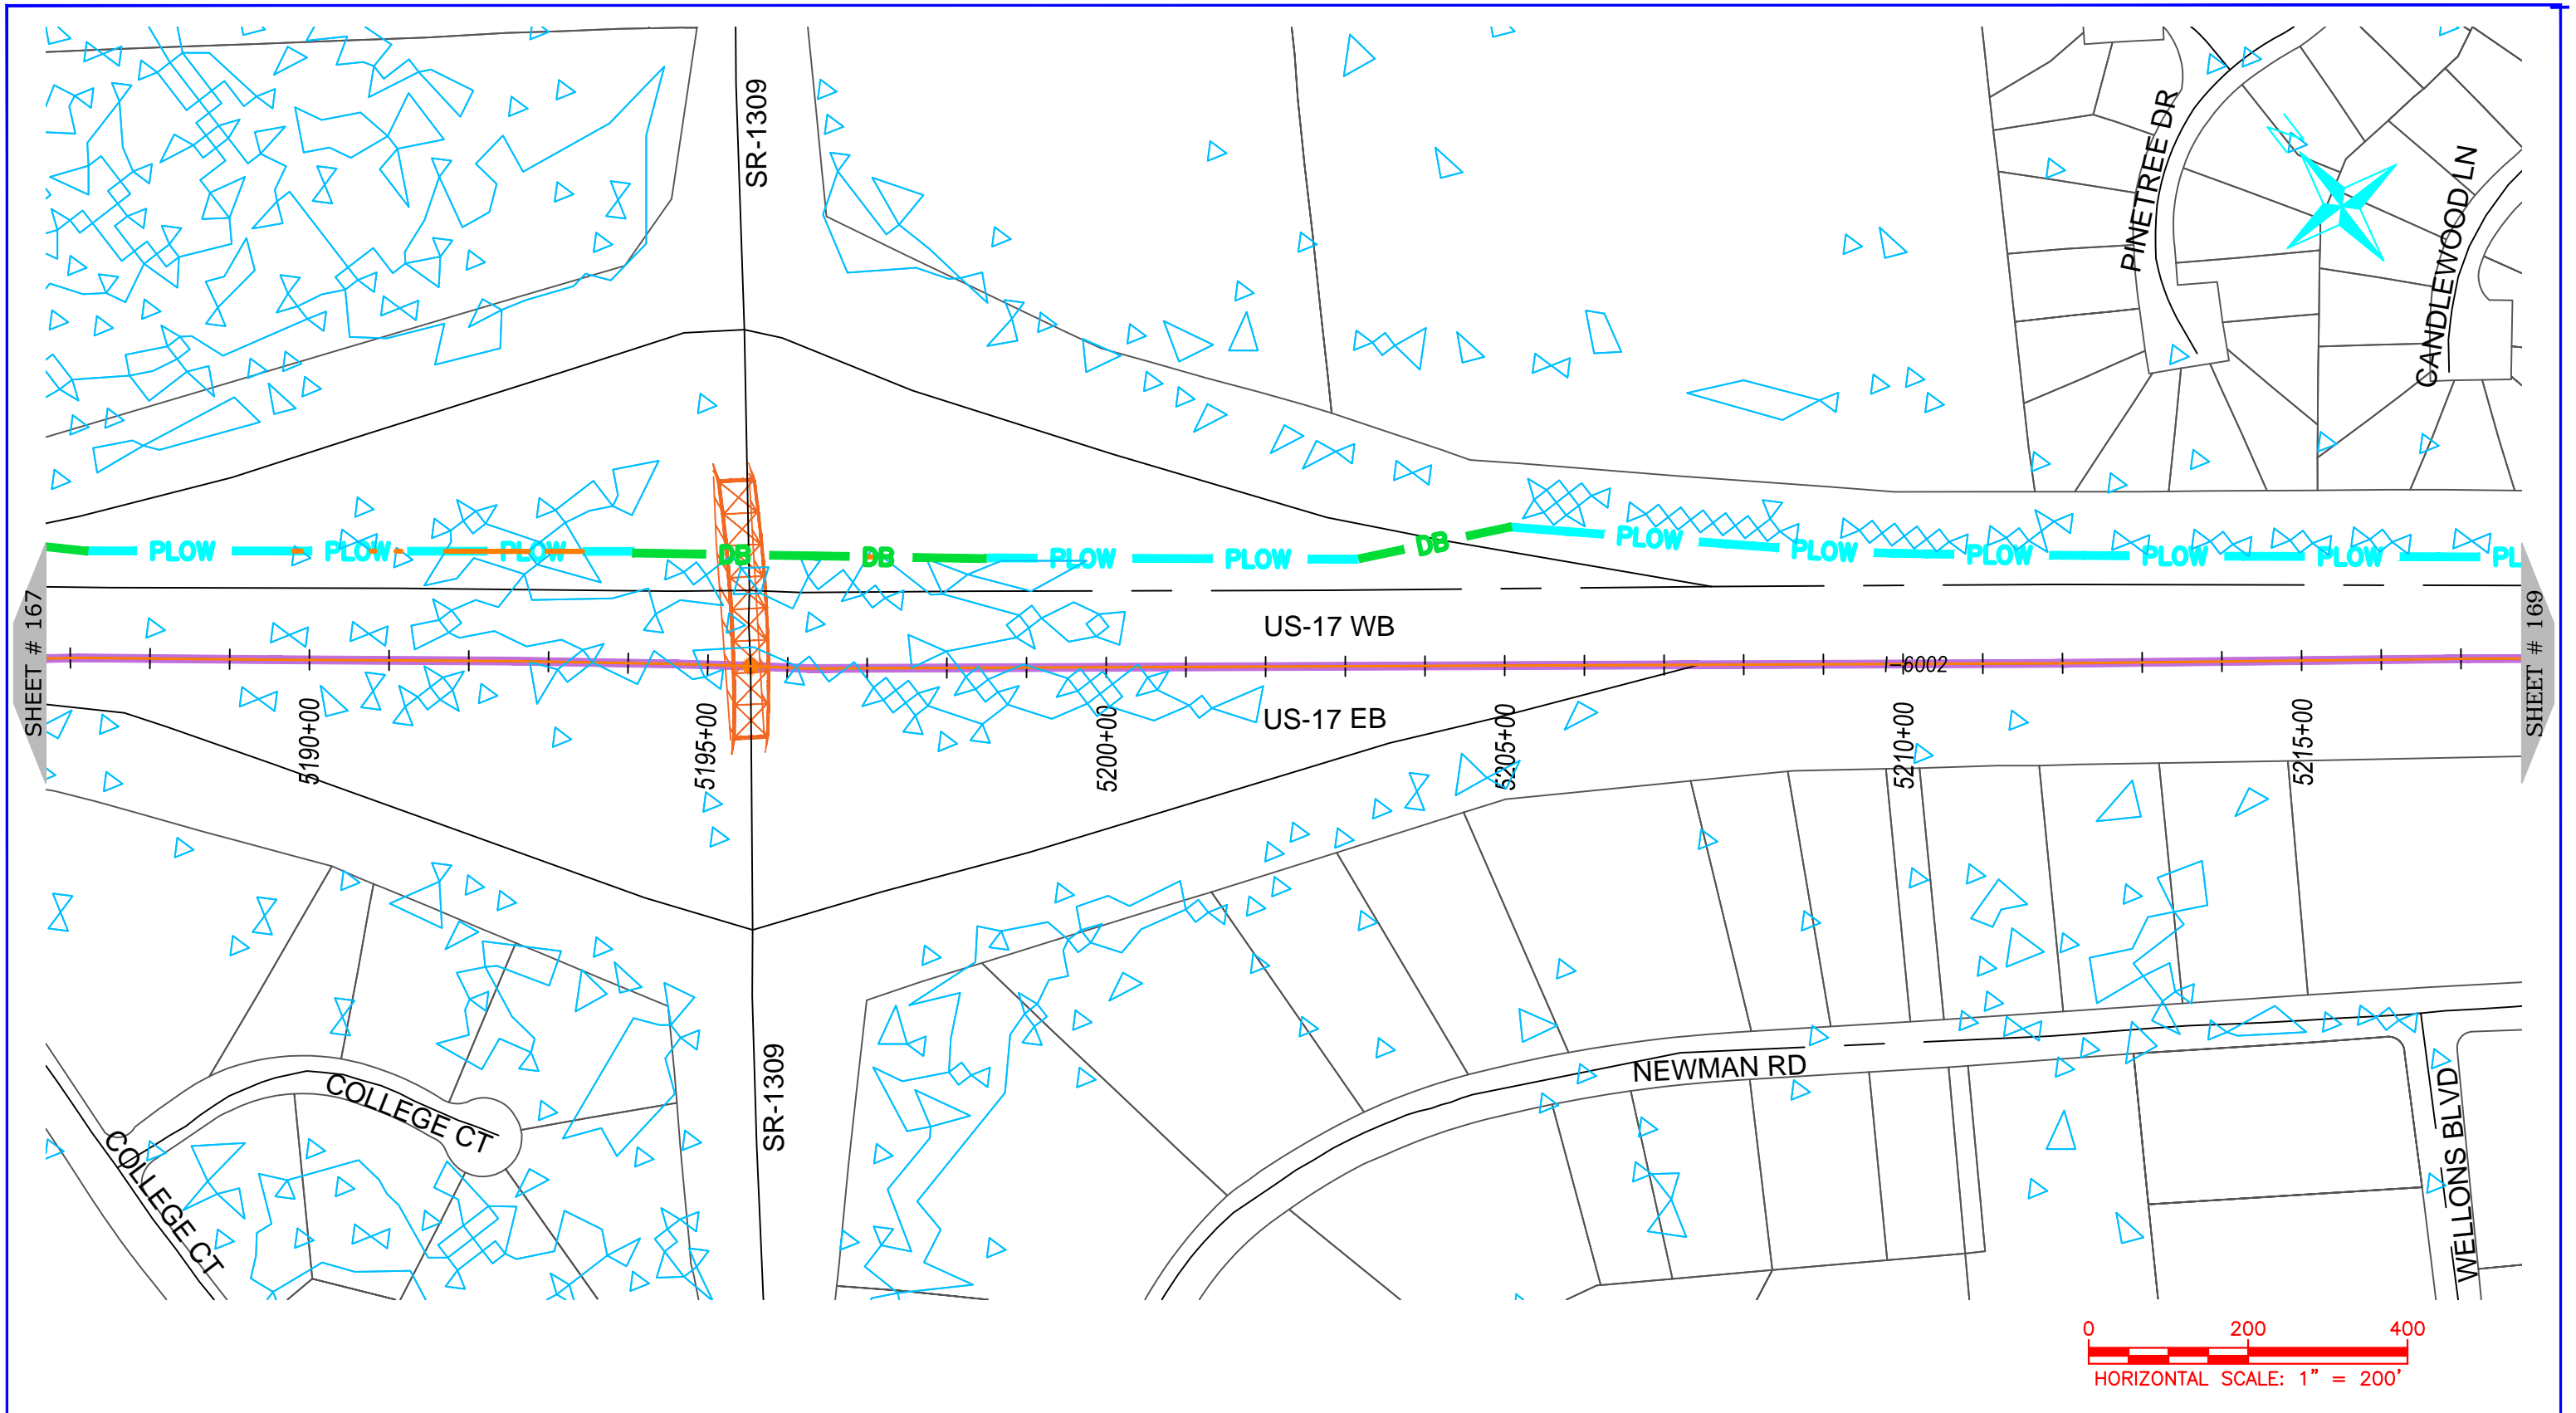 SR-1309
PINETREE DR
CANDLEWOOD LN
N
PLOW
PLOW
PLOW
DB
DB
PLOW
PLOW
DB
PLOW
PLOW
PLOW
PLOW
PLOW
PL
SHEET # 167
US-17 WB
I-6002
SHEET # 169
US-17 EB
5190+00
5195+00
5200+00
5205+00
5210+00
5215+00
SR-1309
NEWMAN RD
COLLEGE CT
COLLEGE CT
WELLONS BLVD
0 200 400
HORIZONTAL SCALE: 1" = 200'